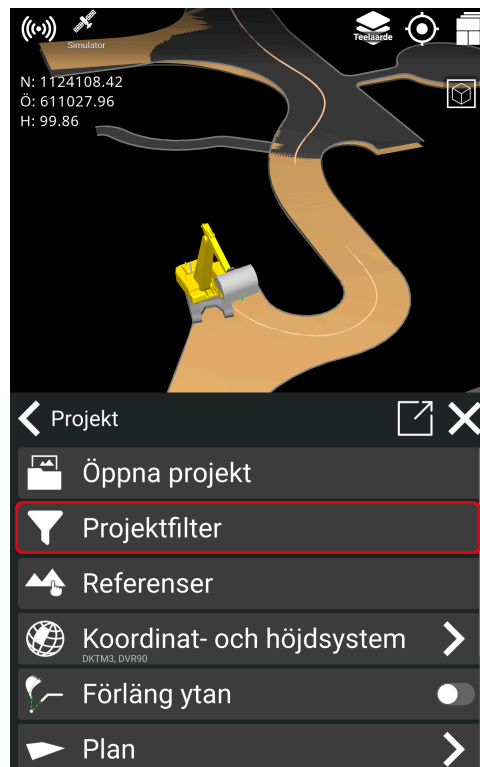 Simulator
Teelaarde
N: 1124108.42
Ö: 611027.96
H: 99.86
Projekt
Öppna projekt
Projektfilter
Referenser
Koordinat- och höjdsystem
DKTM3, DVR90
Förläng ytan
Plan